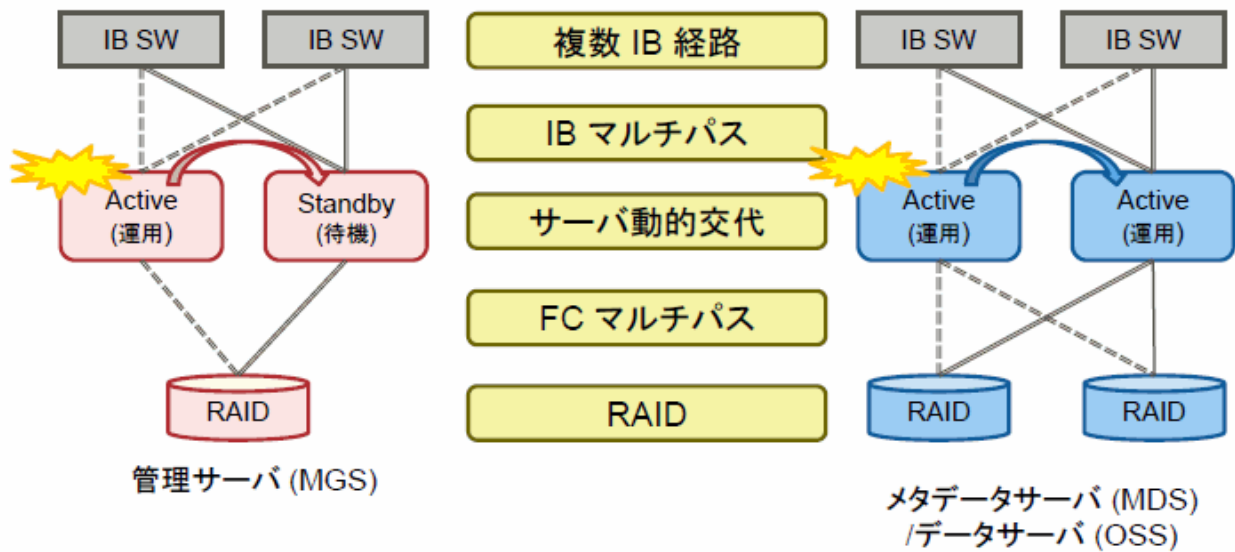 IB SW
IB SW
複数 IB 経路
IB SW
IB SW
IB マルチパス
Active
(運用)
Standby
(待機)
サーバ動的交代
Active
(運用)
Active
(運用)
FC マルチパス
RAID
RAID
RAID
RAID
管理サーバ (MGS)
メタデータサーバ (MDS)
/データサーバ (OSS)